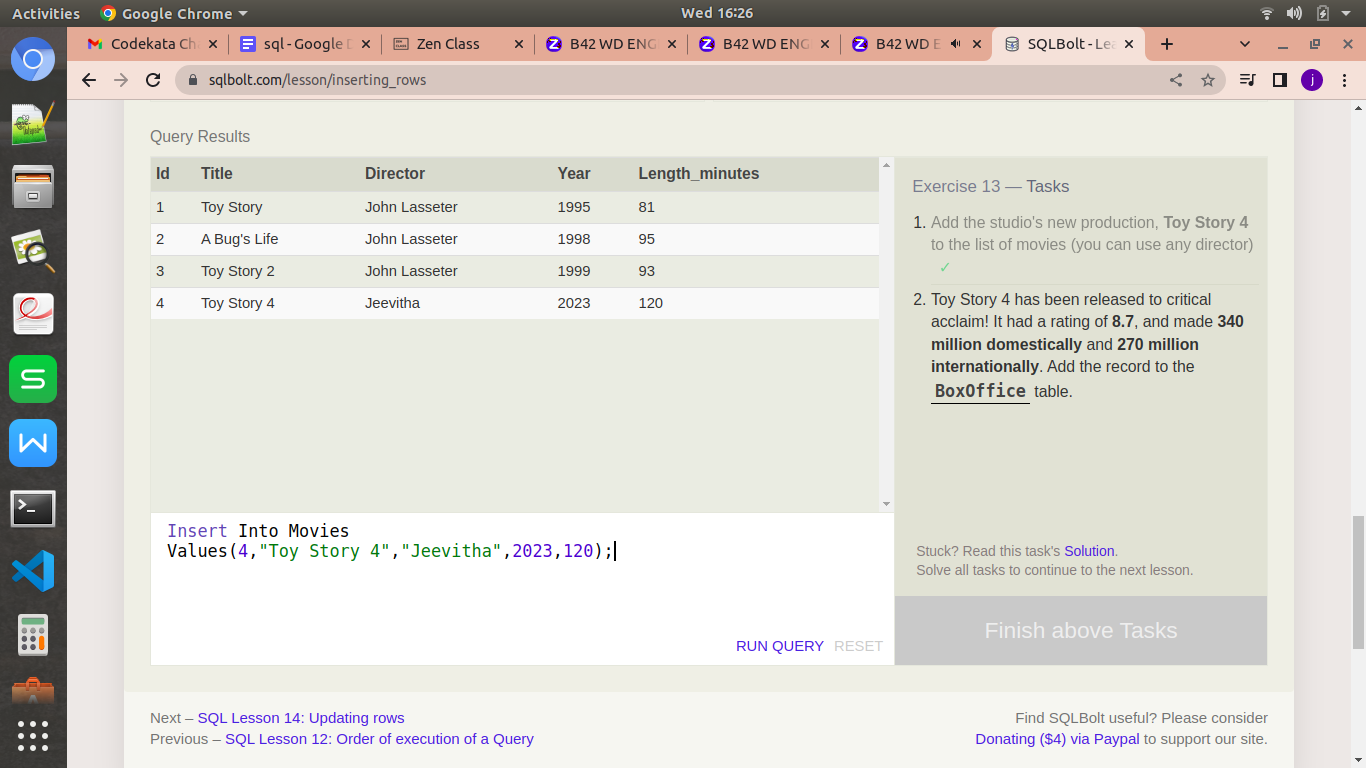 Activities Google Chrome Wed 16:26
Codekata Ch sql - Google D Zen Class B42 WD ENG B42 WD ENG B42 WD E SQLBolt - Lea
sqlbolt.com/lesson/inserting_rows j
Query Results
Id Title Director Year Length_minutes
1 Toy Story John Lasseter 1995 81
2 A Bug's Life John Lasseter 1998 95
3 Toy Story 2 John Lasseter 1999 93
4 Toy Story 4 Jeevitha 2023 120
Insert Into Movies
Values(4,"Toy Story 4","Jeevitha",2023,120);
RUN QUERY RESET
Exercise 13 — Tasks
1. Add the studio's new production, Toy Story 4
to the list of movies (you can use any director)
✓
2. Toy Story 4 has been released to critical
acclaim! It had a rating of 8.7, and made 340
million domestically and 270 million
internationally. Add the record to the
BoxOffice table.
Stuck? Read this task's Solution.
Solve all tasks to continue to the next lesson.
Finish above Tasks
Next – SQL Lesson 14: Updating rows
Previous – SQL Lesson 12: Order of execution of a Query
Find SQLBolt useful? Please consider
Donating ($4) via Paypal to support our site.